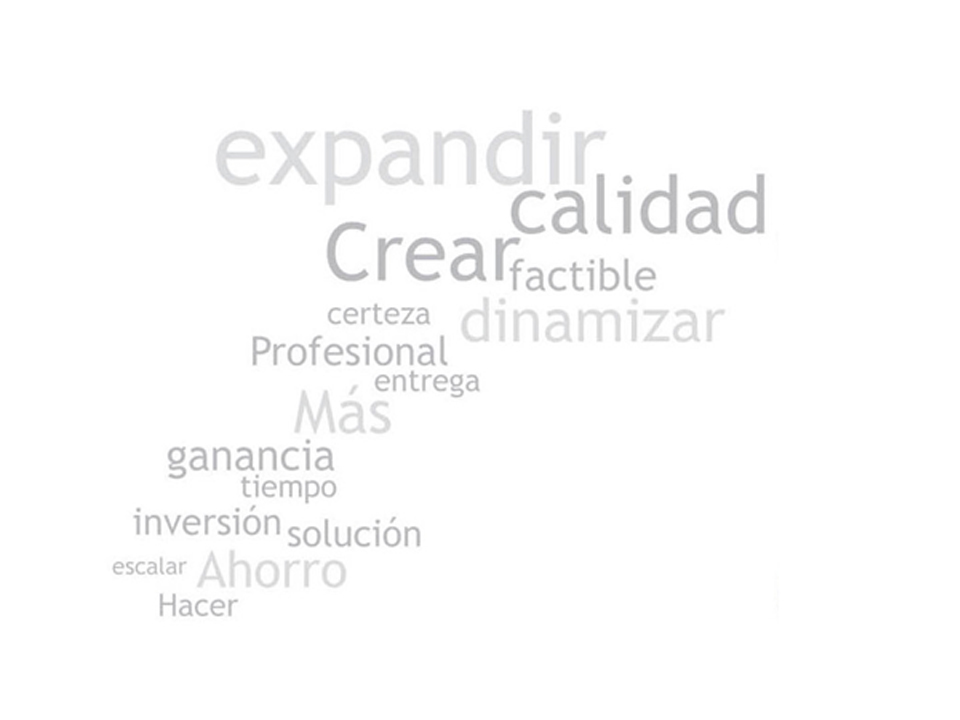 expandir
calidad
Crear
factible
certeza
dinamizar
Profesional
entrega
Más
ganancia
tiempo
inversión
solución
escalar
Ahorro
Hacer